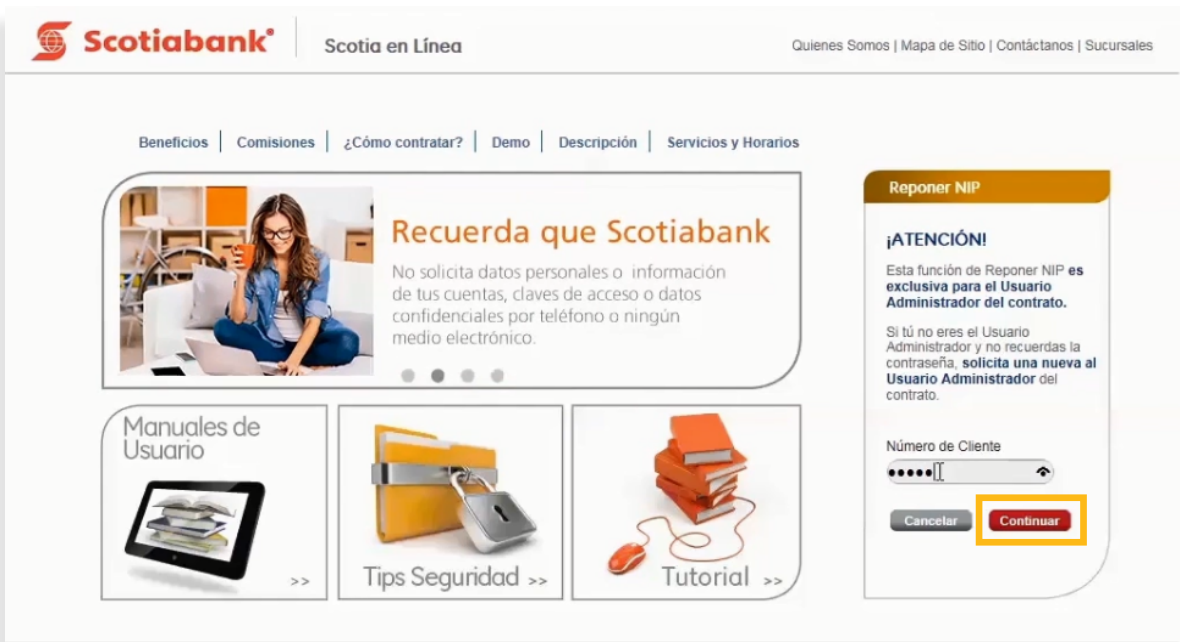 Scotiabank®
Scotia en Línea
Quienes Somos | Mapa de Sitio | Contáctanos | Sucursales
Beneficios | Comisiones | ¿Cómo contratar? | Demo | Descripción | Servicios y Horarios
Recuerda que Scotiabank
No solicita datos personales o información
de tus cuentas, claves de acceso o datos
confidenciales por teléfono o ningún
medio electrónico.
Manuales de
Usuario
>>
Tips Seguridad >>
Tutorial >>
Reponer NIP
¡ATENCIÓN!
Esta función de Reponer NIP es
exclusiva para el Usuario
Administrador del contrato.
Si tú no eres el Usuario
Administrador y no recuerdas la
contraseña, solicita una nueva al
Usuario Administrador del
contrato.
Número de Cliente
•••••
Cancelar
Continuar